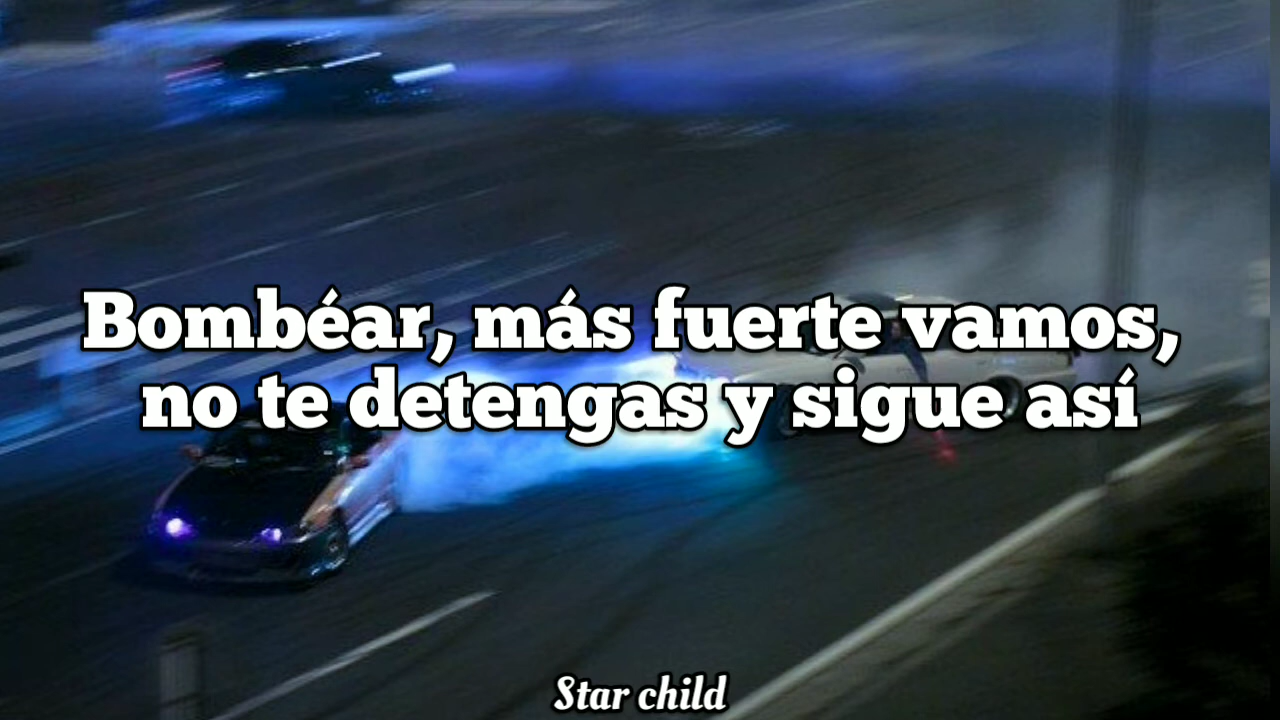 Bombéar, más fuerte vamos,
no te detengas y sigue así
Star child